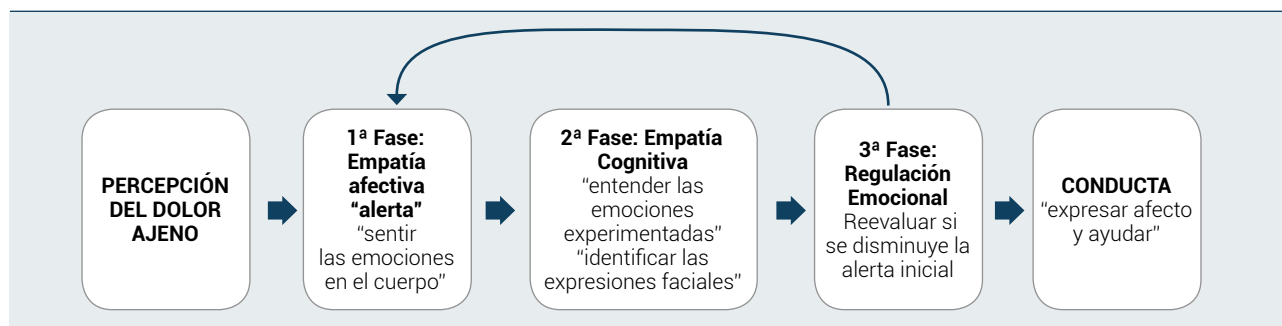 PERCEPCIÓN
DEL DOLOR
AJENO
1ª Fase:
Empatía
afectiva
“alerta”
“sentir
las emociones
en el cuerpo”
2ª Fase: Empatía
Cognitiva
“entender las
emociones
experimentadas”
“identificar las
expresiones faciales”
3ª Fase:
Regulación
Emocional
Reevaluar si
se disminuye la
alerta inicial
CONDUCTA
“expresar afecto
y ayudar”